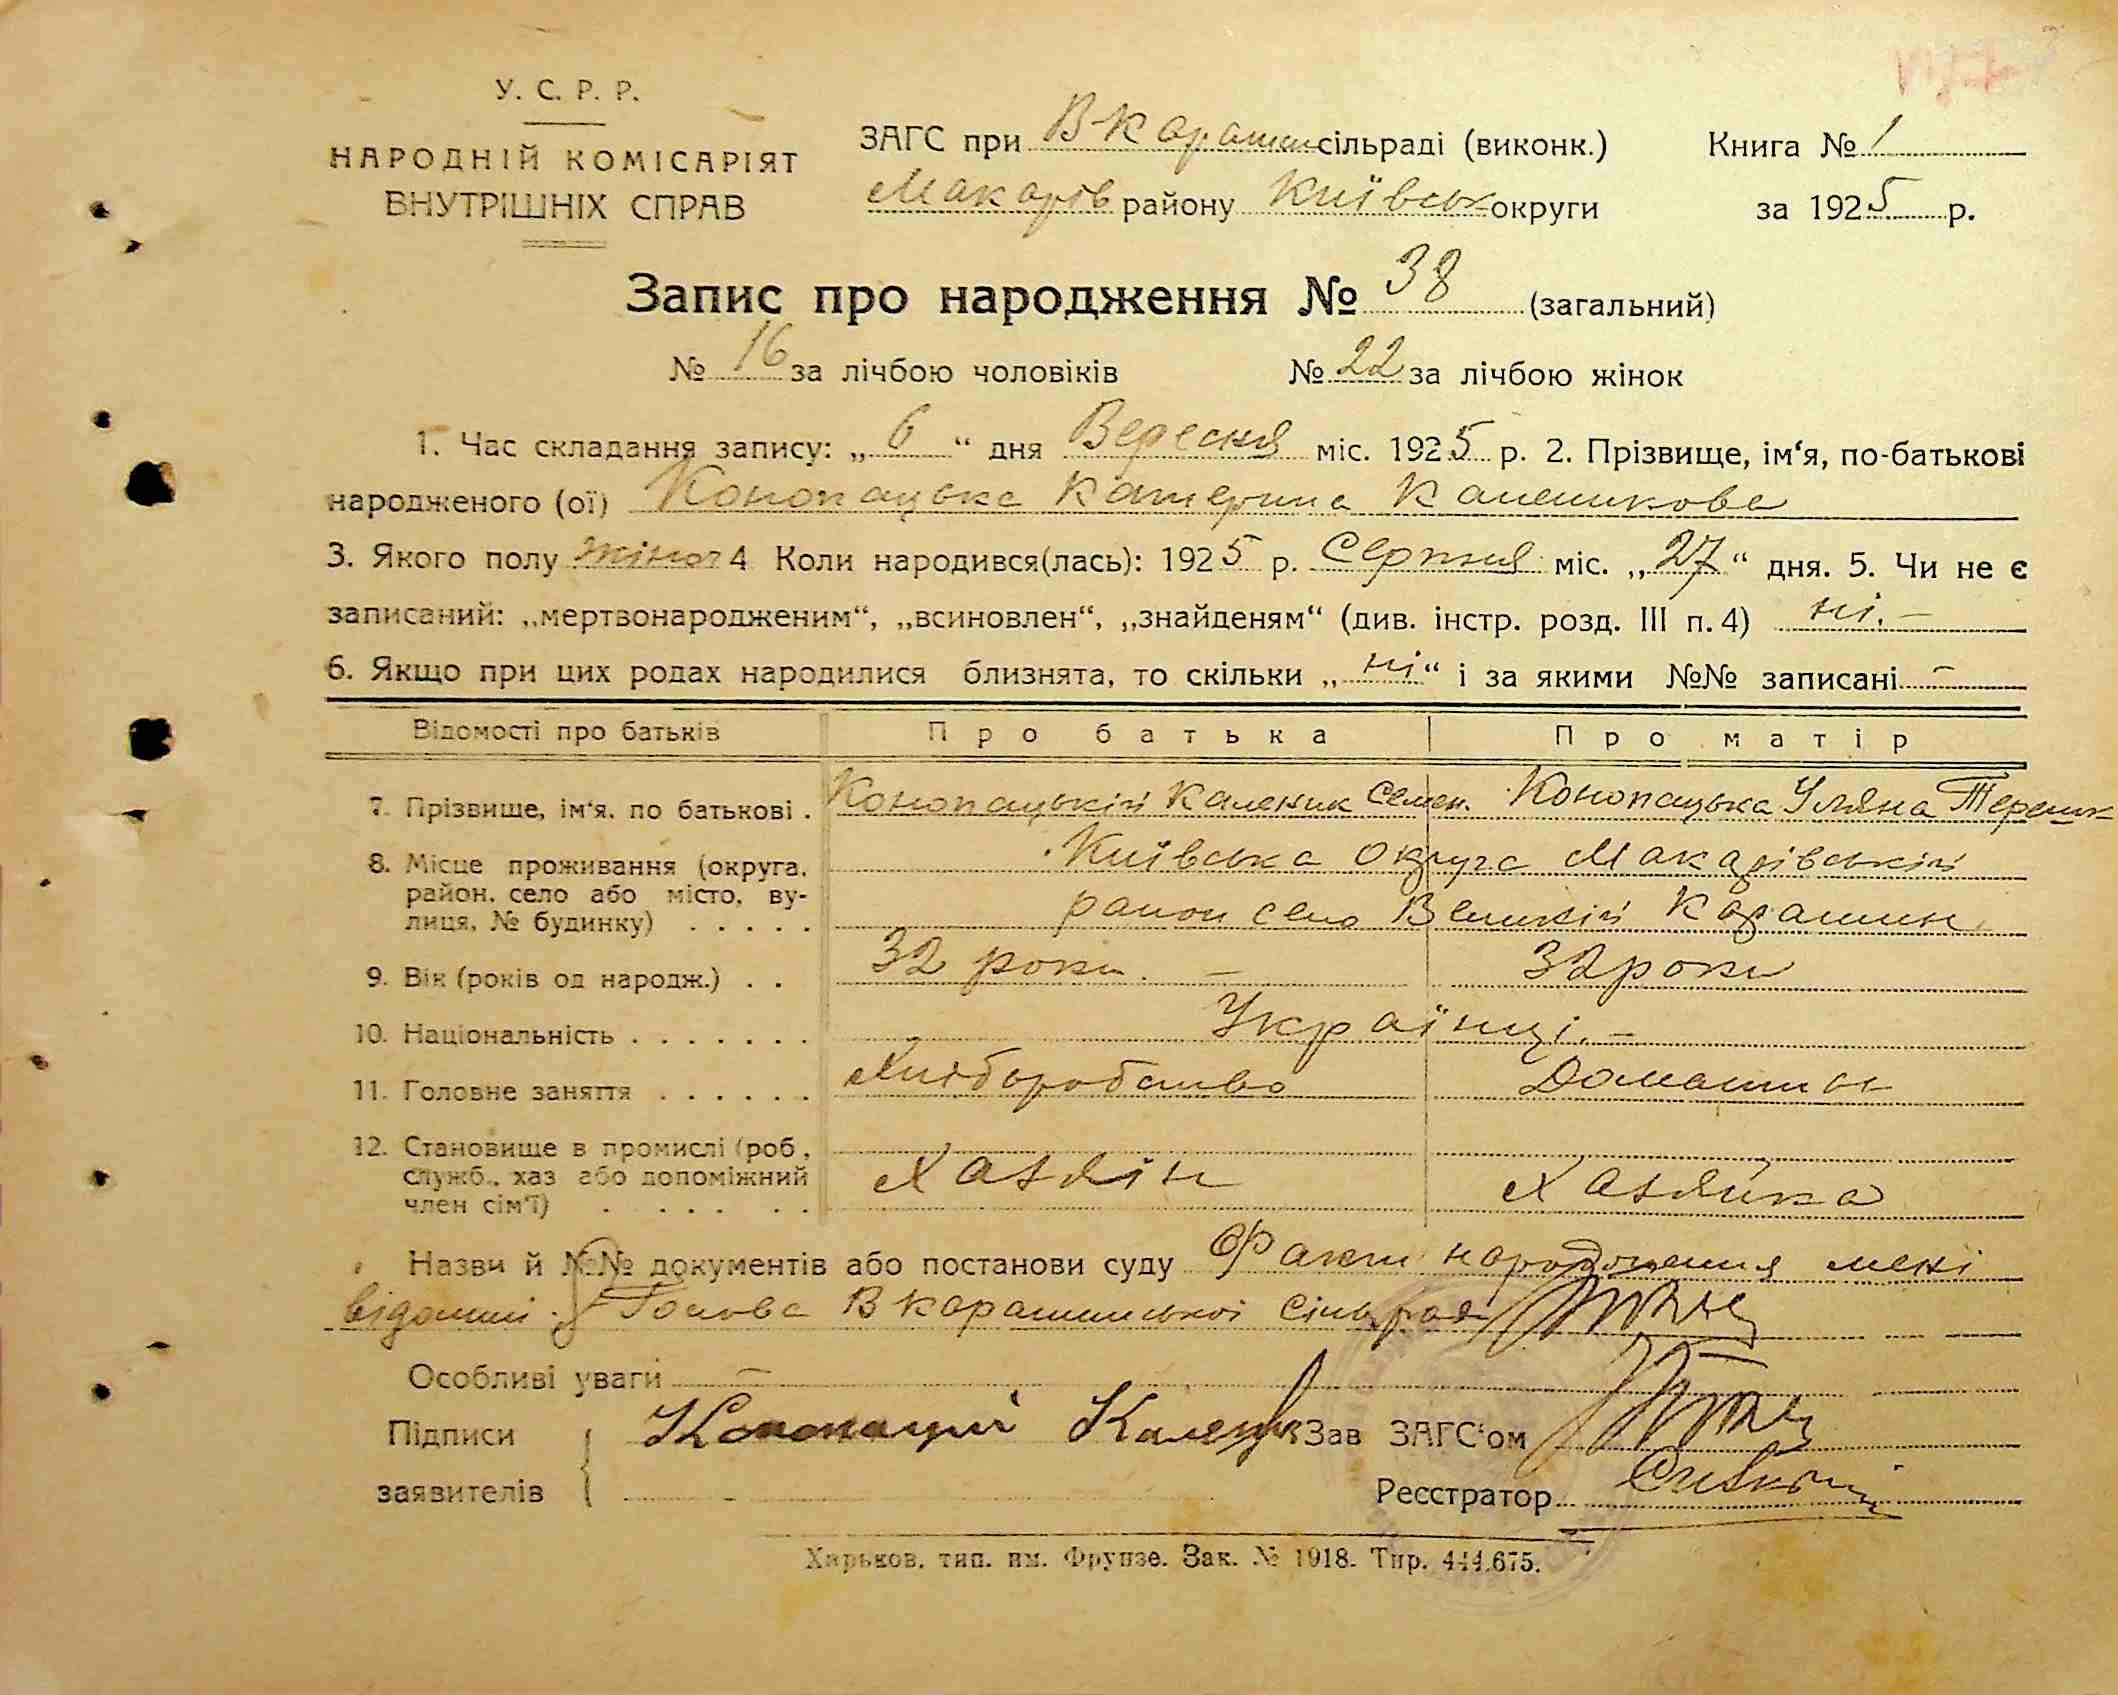 У. С. Р. Р.
НАРОДНІЙ КОМІСАРІЯТ
ВНУТРІШНІХ СПРАВ
ЗАГС при В Карашин сільраді (виконк.)
Макарів району Київськ округи
Книга № 1
за 1925 р.
Запис про народження № 38 (загальний)
№ 16 за лічбою чоловіків № 22 за лічбою жінок
1. Час складання запису: „ 6 “ дня Вересня міс. 1925 р. 2. Прізвище, ім‘я, по-батькові
народженого (ої) Конопацька Катерина Каленикова
3. Якого полу жіноч 4 Коли народився(лась): 1925 р. Серпня міс. „27“ дня. 5. Чи не є
записаний: „мертвонародженим“, „всиновлен“, „знайденям“ (див. інстр. розд. III п. 4) ні. –
6. Якщо при цих родах народилися близнята, то скільки „ ні “ і за якими №№ записані –
Відомості про батьків Про батька Про матір
7. Прізвище, ім‘я. по батькові . Конопацькій Каленик Семен. Конопацька Уляна Терешк
8. Місце проживання (округа, Київська округа Макарівській
район, село або місто, ву- район село Великій Карашин
лиця, № будинку) . . . . .
9. Вік (років од народж.) . . 32 роки. – 32 роки
10. Національність . . . . . . . Українці. –
11. Головне заняття . . . . . . Хліборобство Домашнє
12. Становище в промислі (роб.,
служб., хаз або допоміжний Хазяїн Хазяйка
член сім‘ї) . . . . . . .
Назви й №№ документів або постанови суду Факт народження мені
відомий. Голова В Карашинської сільради
Особливі уваги –
Підписи Конопацкий Каленик Зав ЗАГС‘ом
заявителів
Реєстратор
Харьков, тип. им. Фрунзе. Зак. № 1918. Тир. 444.675.